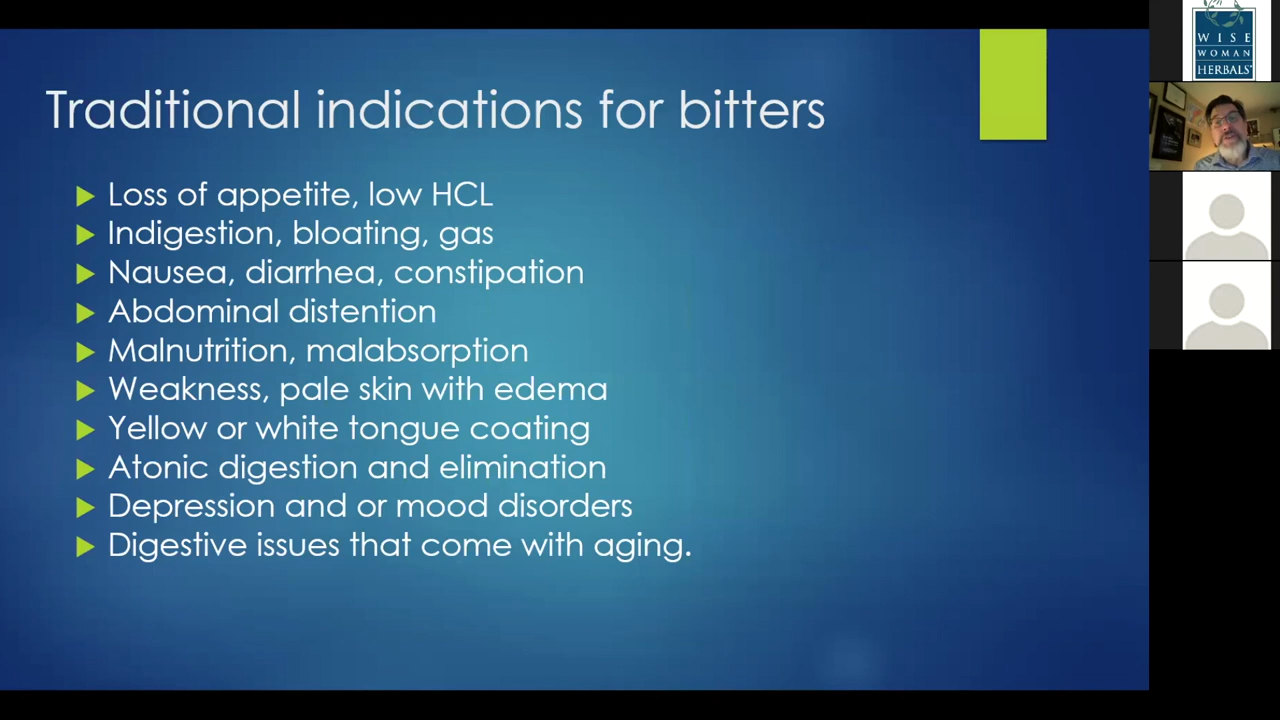 Traditional indications for bitters
Loss of appetite, low HCL
Indigestion, bloating, gas
Nausea, diarrhea, constipation
Abdominal distention
Malnutrition, malabsorption
Weakness, pale skin with edema
Yellow or white tongue coating
Atonic digestion and elimination
Depression and or mood disorders
Digestive issues that come with aging.
WISE
WOMAN
HERBALS